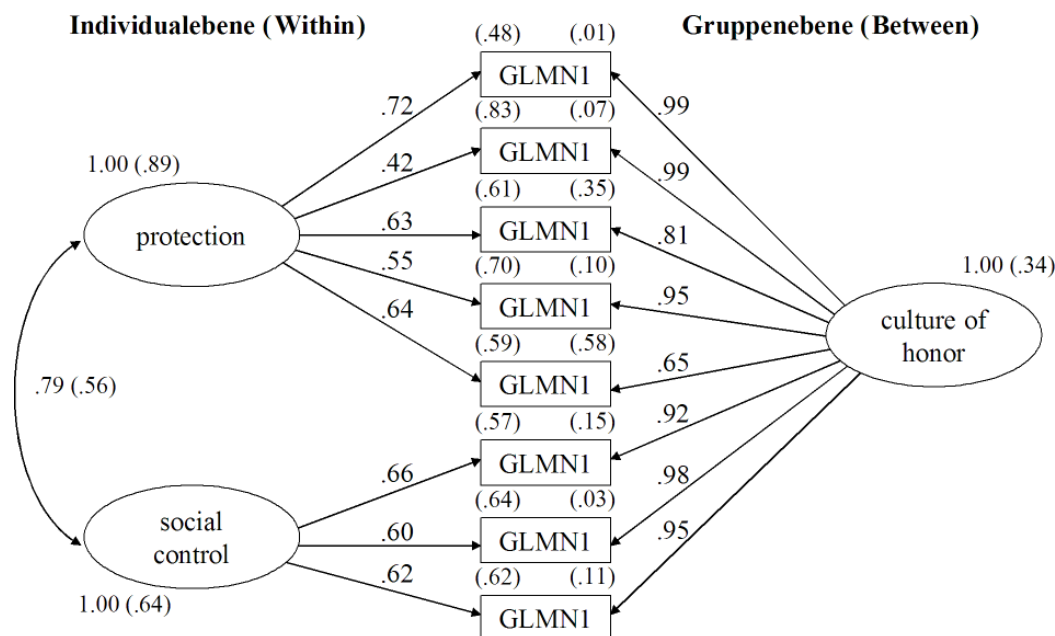 Individualebene (Within)
Gruppenebene (Between)
(.48) (.01)
GLMN1
.72
.99
(.83) (.07)
GLMN1
.42
.99
1.00 (.89)
(.61) (.35)
protection
GLMN1
.63
.81
(.70) (.10)
GLMN1
.55
.95
1.00 (.34)
culture of
honor
(.59) (.58)
GLMN1
.64
.65
.79 (.56)
(.57) (.15)
GLMN1
.66
.92
(.64) (.03)
social
control
GLMN1
.60
.98
(.62) (.11)
GLMN1
.62
.95
1.00 (.64)